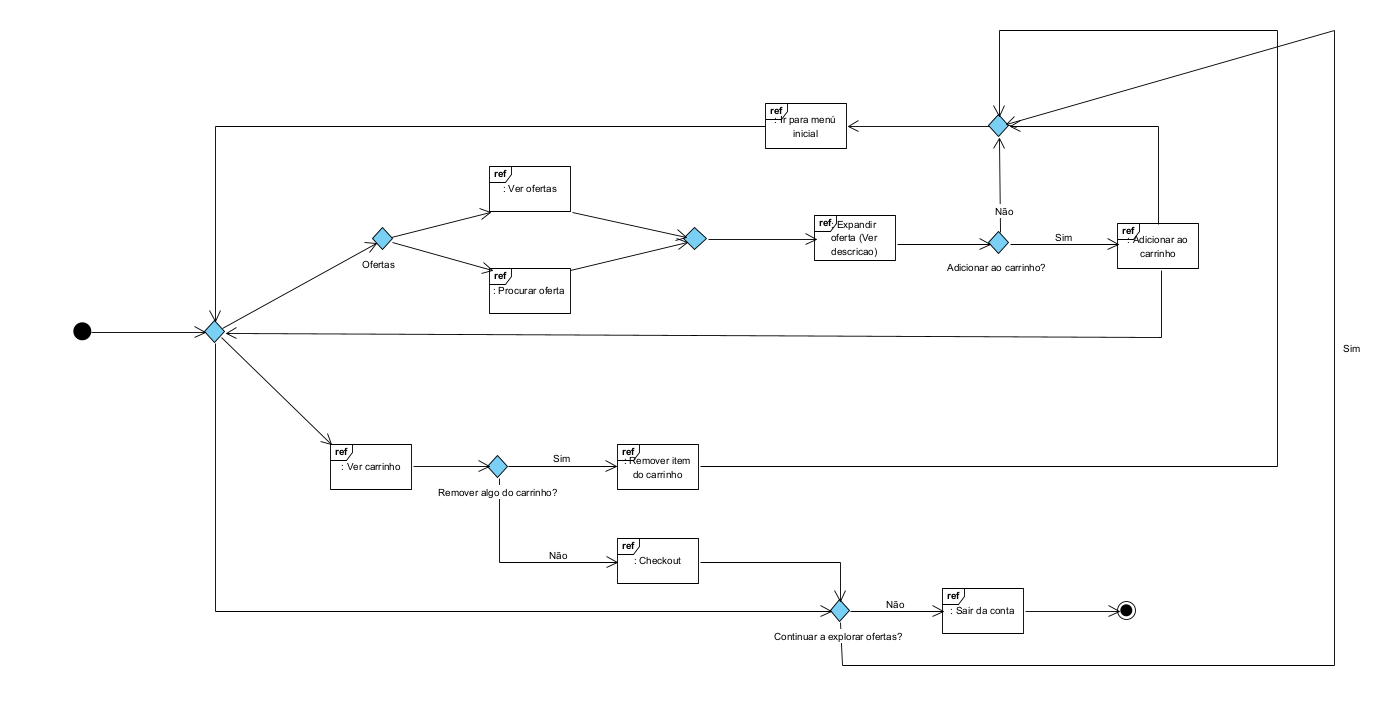 ref
: Ir para menú
inicial
ref
: Ver ofertas
Ofertas
ref
: Procurar oferta
ref
: Expandir
oferta (Ver
descricao)
Não
Adicionar ao carrinho?
Sim
ref
: Adicionar ao
carrinho
Sim
ref
: Ver carrinho
Remover algo do carrinho?
Sim
ref
: Remover item
do carrinho
Não
ref
: Checkout
Continuar a explorar ofertas?
Não
ref
: Sair da conta